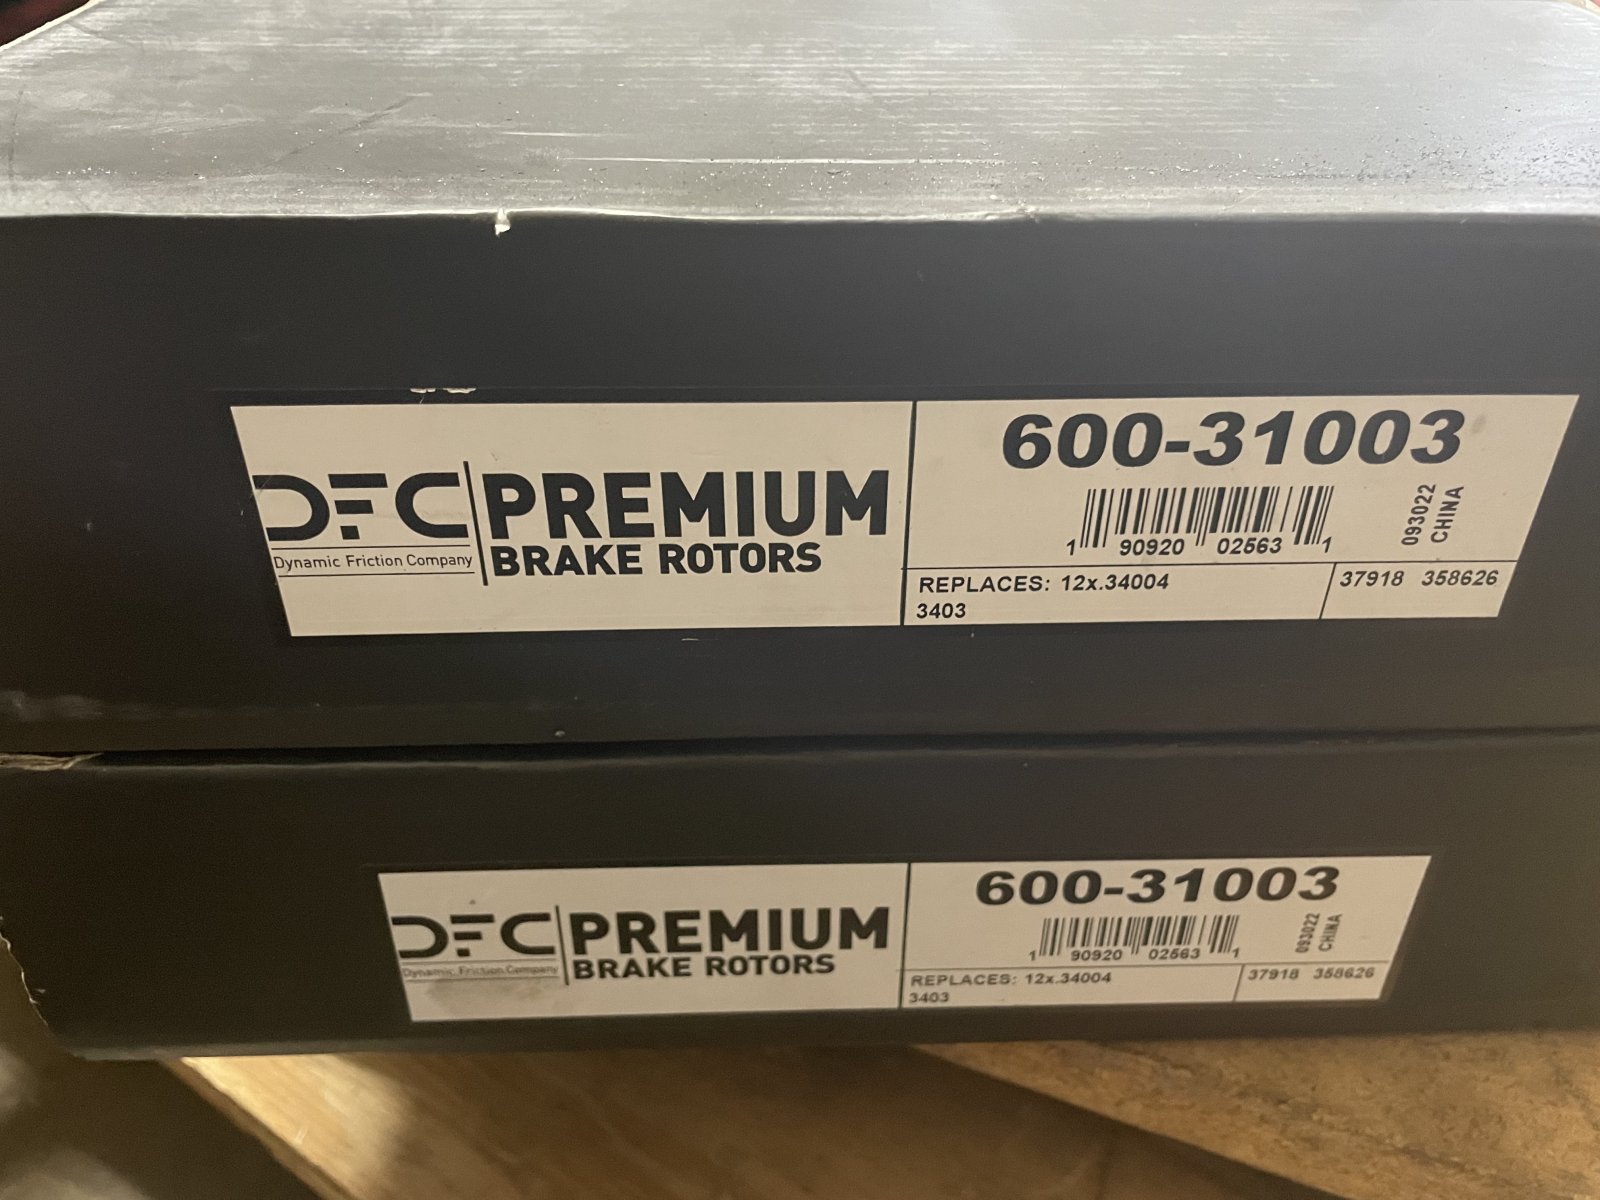 DFC
Dynamic Friction Company
PREMIUM
BRAKE ROTORS
600-31003
1 90920 02563 1
093022
CHINA
REPLACES: 12x.34004
3403
37918 358626
DFC
Dynamic Friction Company
PREMIUM
BRAKE ROTORS
600-31003
1 90920 02563 1
093022
CHINA
REPLACES: 12x.34004
3403
37918 358626